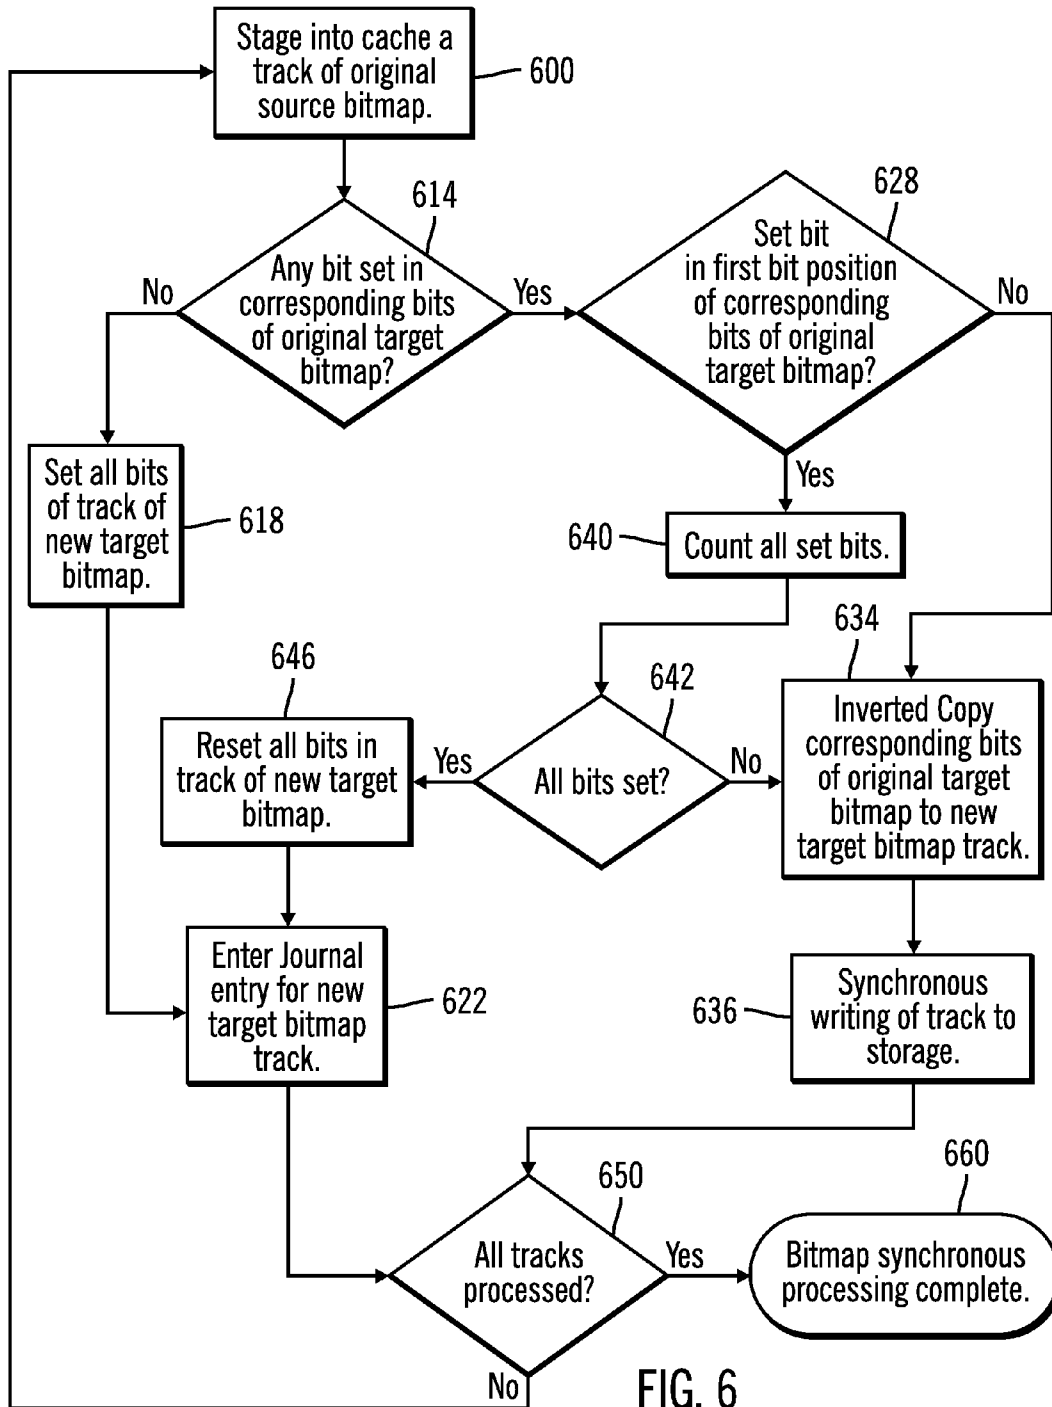 Stage into cache a
track of original
source bitmap.
600
614
Any bit set in
corresponding bits
of original target
bitmap?
No
Yes
628
Set bit
in first bit position
of corresponding
bits of original
target bitmap?
No
Yes
Set all bits
of track of
new target
bitmap.
618
640
Count all set bits.
634
Inverted Copy
corresponding bits
of original target
bitmap to new
target bitmap track.
646
Reset all bits in
track of new target
bitmap.
642
All bits set?
Yes
No
Enter Journal
entry for new
target bitmap
track.
622
636
Synchronous
writing of track to
storage.
650
All tracks
processed?
Yes
No
660
Bitmap synchronous
processing complete.
FIG. 6